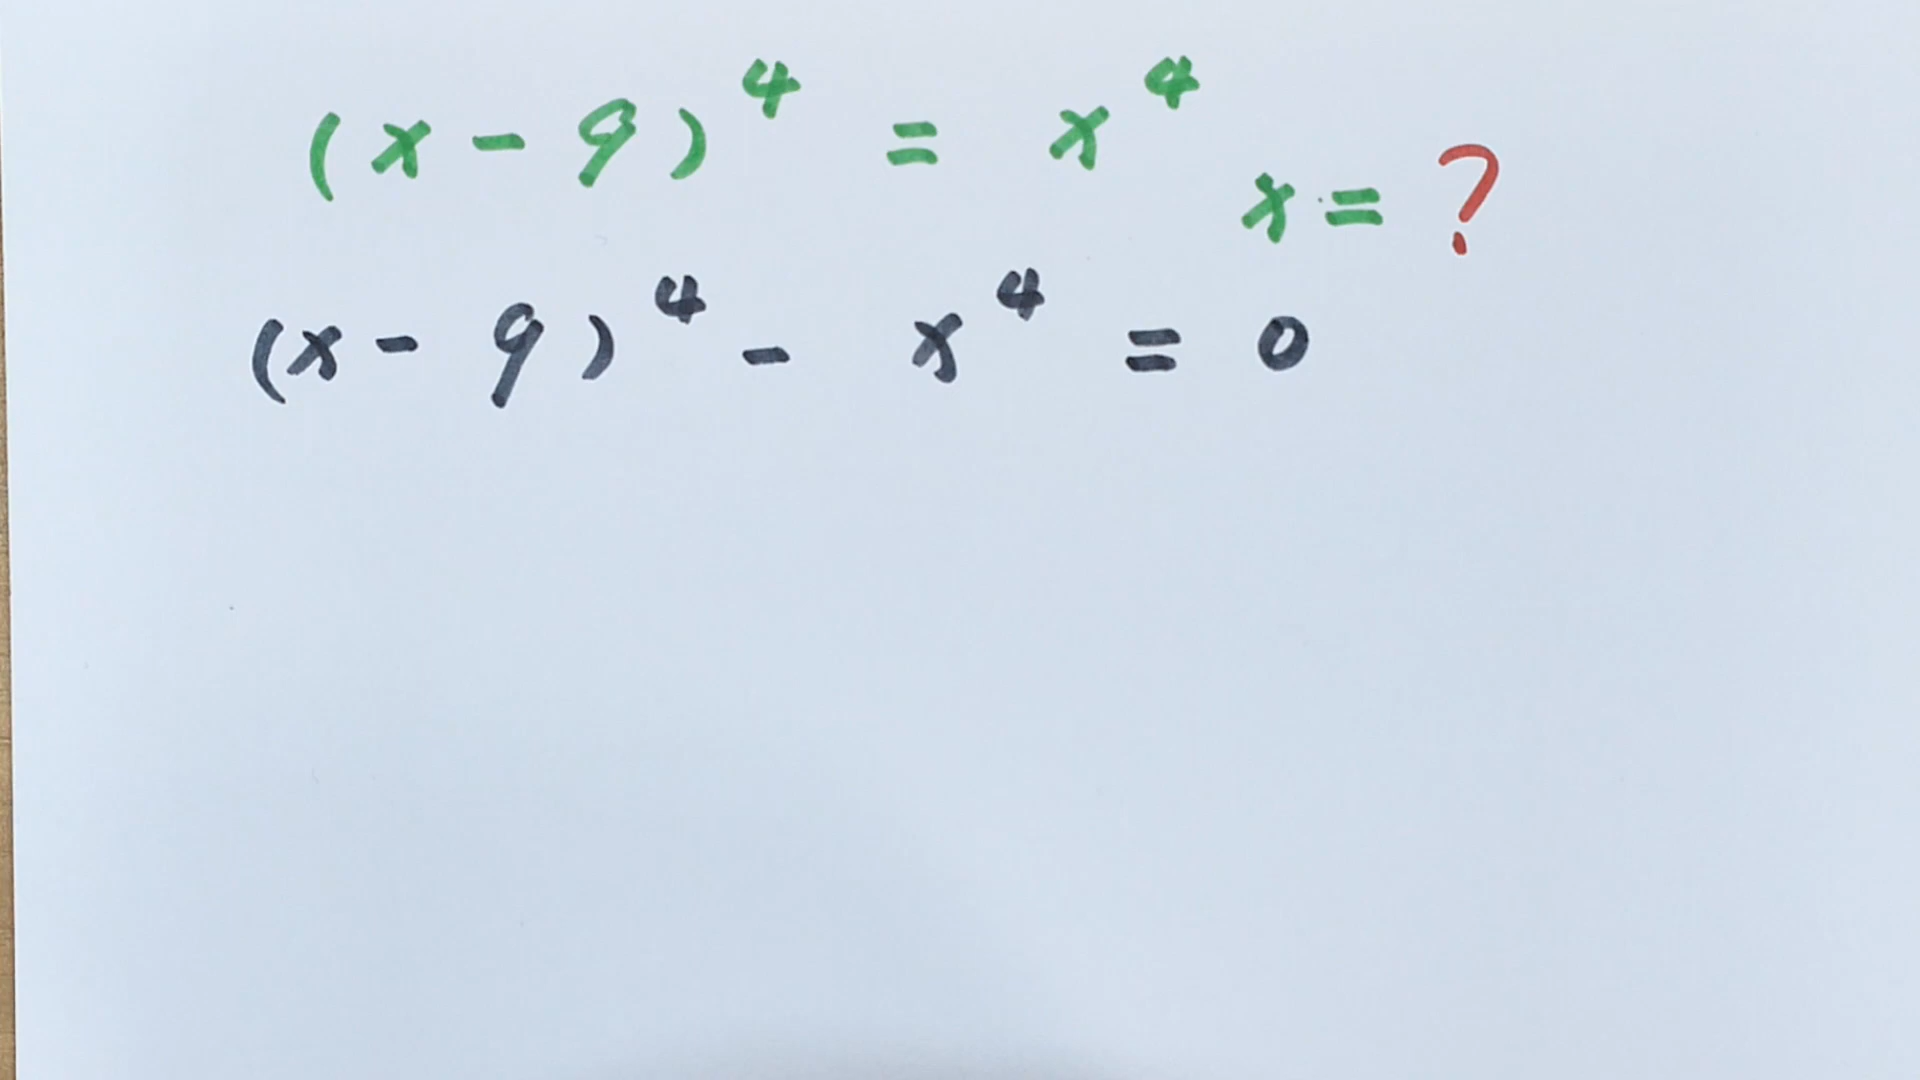 (x - 9)⁴ = x⁴
x = ?
(x - 9)⁴ - x⁴ = 0